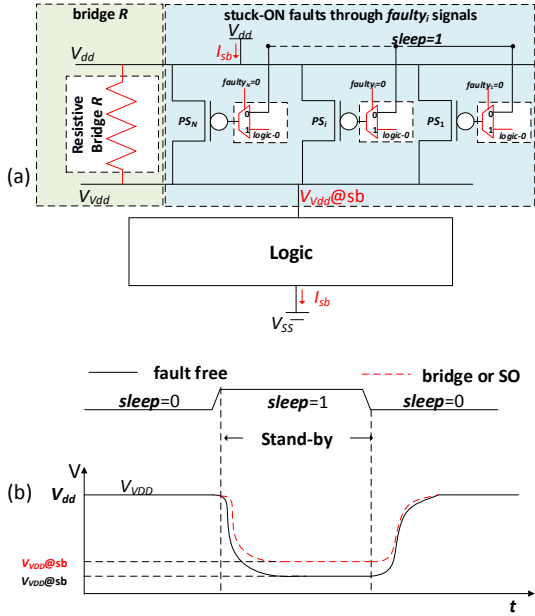 bridge R
stuck-ON faults through faultyi signals
Vdd
Vdd
Isb
sleep=1
Resistive Bridge R
faultyN=0
faultyi=0
faulty1=0
PSN
0
1
logic-0
PSi
0
1
logic-0
PS1
0
1
logic-0
(a)
VVdd
VVdd@sb
Logic
Isb
VSS
fault free
bridge or SO
sleep=0
sleep=1
sleep=0
Stand-by
V
(b)
Vdd
VVDD
VVDD@sb
VVDD@sb
t